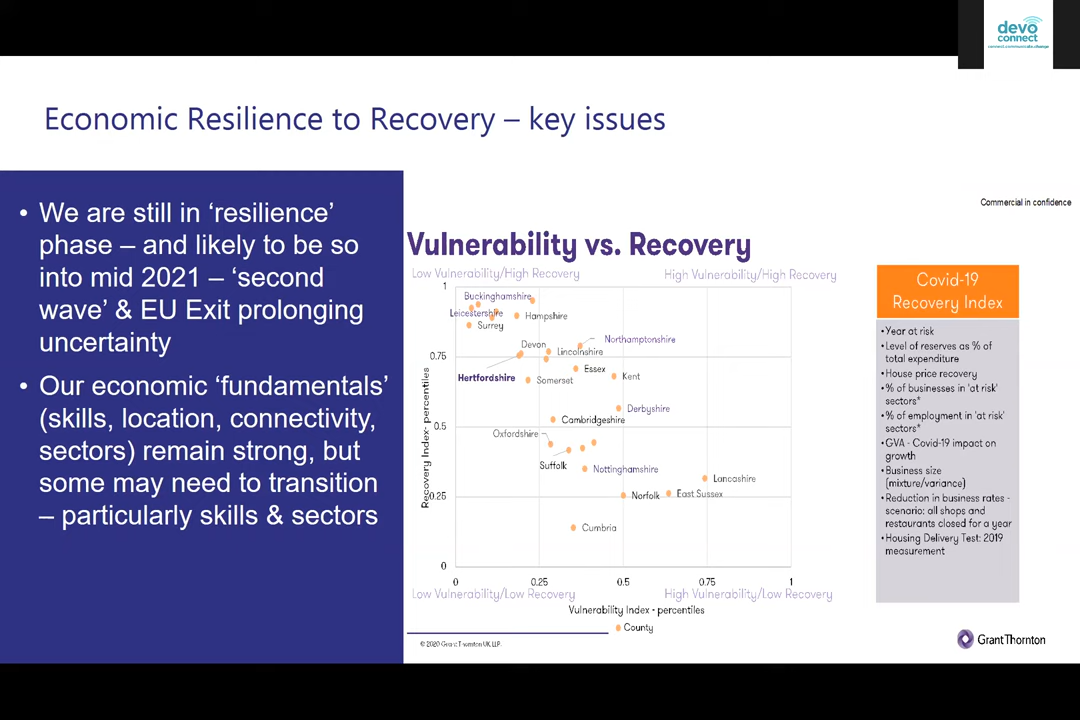 devo
connect
connect.communicate.change
Economic Resilience to Recovery – key issues
• We are still in ‘resilience’
phase – and likely to be so
into mid 2021 – ‘second
wave’ & EU Exit prolonging
uncertainty
• Our economic ‘fundamentals’
(skills, location, connectivity,
sectors) remain strong, but
some may need to transition
– particularly skills & sectors
Commercial in confidence
Vulnerability vs. Recovery
Low Vulnerability/High Recovery
High Vulnerability/High Recovery
Recovery Index- percentiles
1
0.75
0.5
0.25
0
Buckinghamshire
Leicestershire
Hampshire
Surrey
Devon
Northamptonshire
Lincolnshire
Hertfordshire
Essex
Somerset
Kent
Derbyshire
Cambridgeshire
Oxfordshire
Suffolk
Nottinghamshire
Lancashire
Norfolk
East Sussex
Cumbria
0
0.25
0.5
0.75
1
Low Vulnerability/Low Recovery
High Vulnerability/Low Recovery
Vulnerability Index - percentiles
County
© 2020 Grant Thornton UK LLP.
Covid-19
Recovery Index
•Year at risk
•Level of reserves as % of
total expenditure
•House price recovery
•% of businesses in 'at risk'
sectors*
•% of employment in 'at risk'
sectors*
•GVA - Covid-19 impact on
growth
•Business size
(mixture/variance)
•Reduction in business rates -
scenario: all shops and
restaurants closed for a year
•Housing Delivery Test: 2019
measurement
Grant Thornton